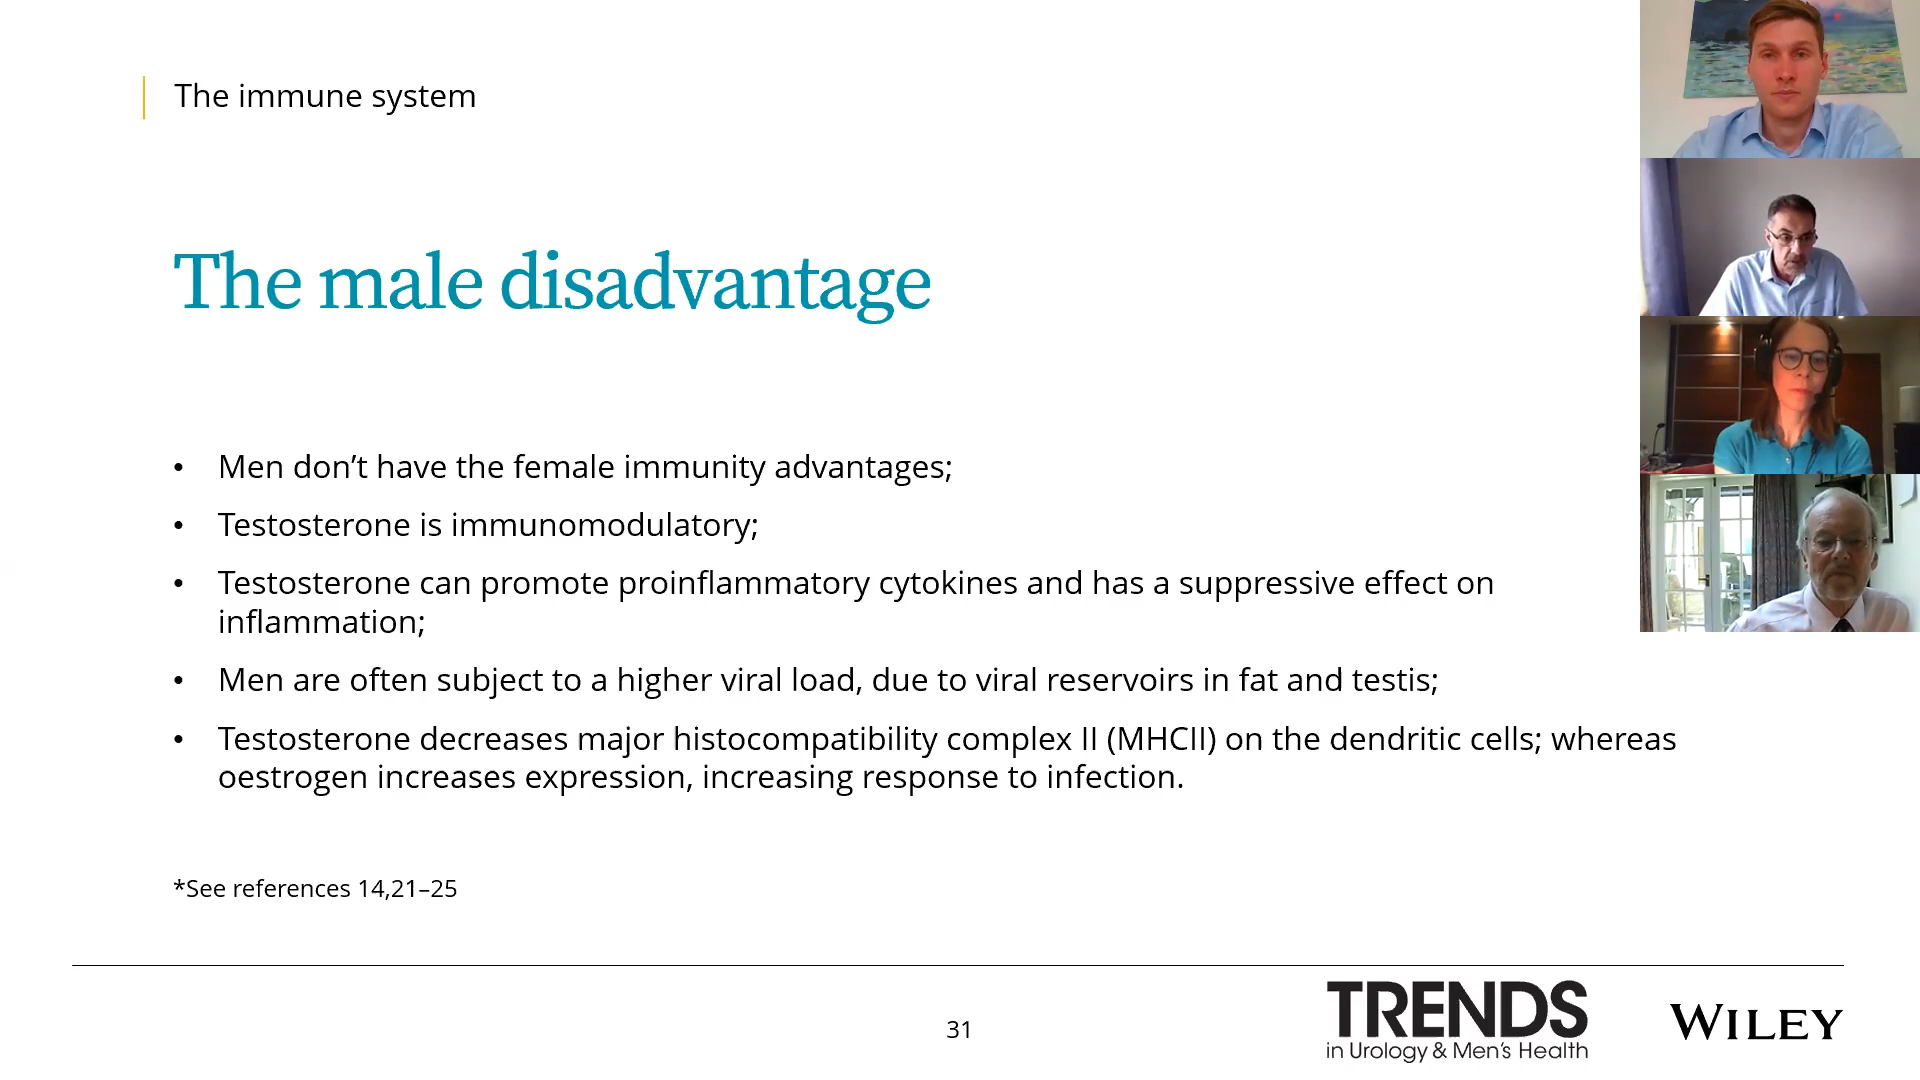 The immune system
The male disadvantage
• Men don’t have the female immunity advantages;
• Testosterone is immunomodulatory;
• Testosterone can promote proinflammatory cytokines and has a suppressive effect on
inflammation;
• Men are often subject to a higher viral load, due to viral reservoirs in fat and testis;
• Testosterone decreases major histocompatibility complex II (MHCII) on the dendritic cells; whereas
oestrogen increases expression, increasing response to infection.
*See references 14,21–25
31
TRENDS
in Urology & Men's Health
WILEY